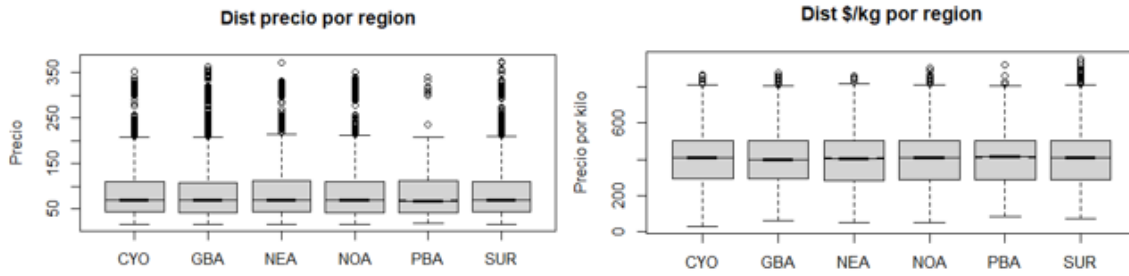 Dist precio por region
Precio
350
250
150
50
CYO GBA NEA NOA PBA SUR
Dist $/kg por region
Precio por kilo
600
200
0
CYO GBA NEA NOA PBA SUR